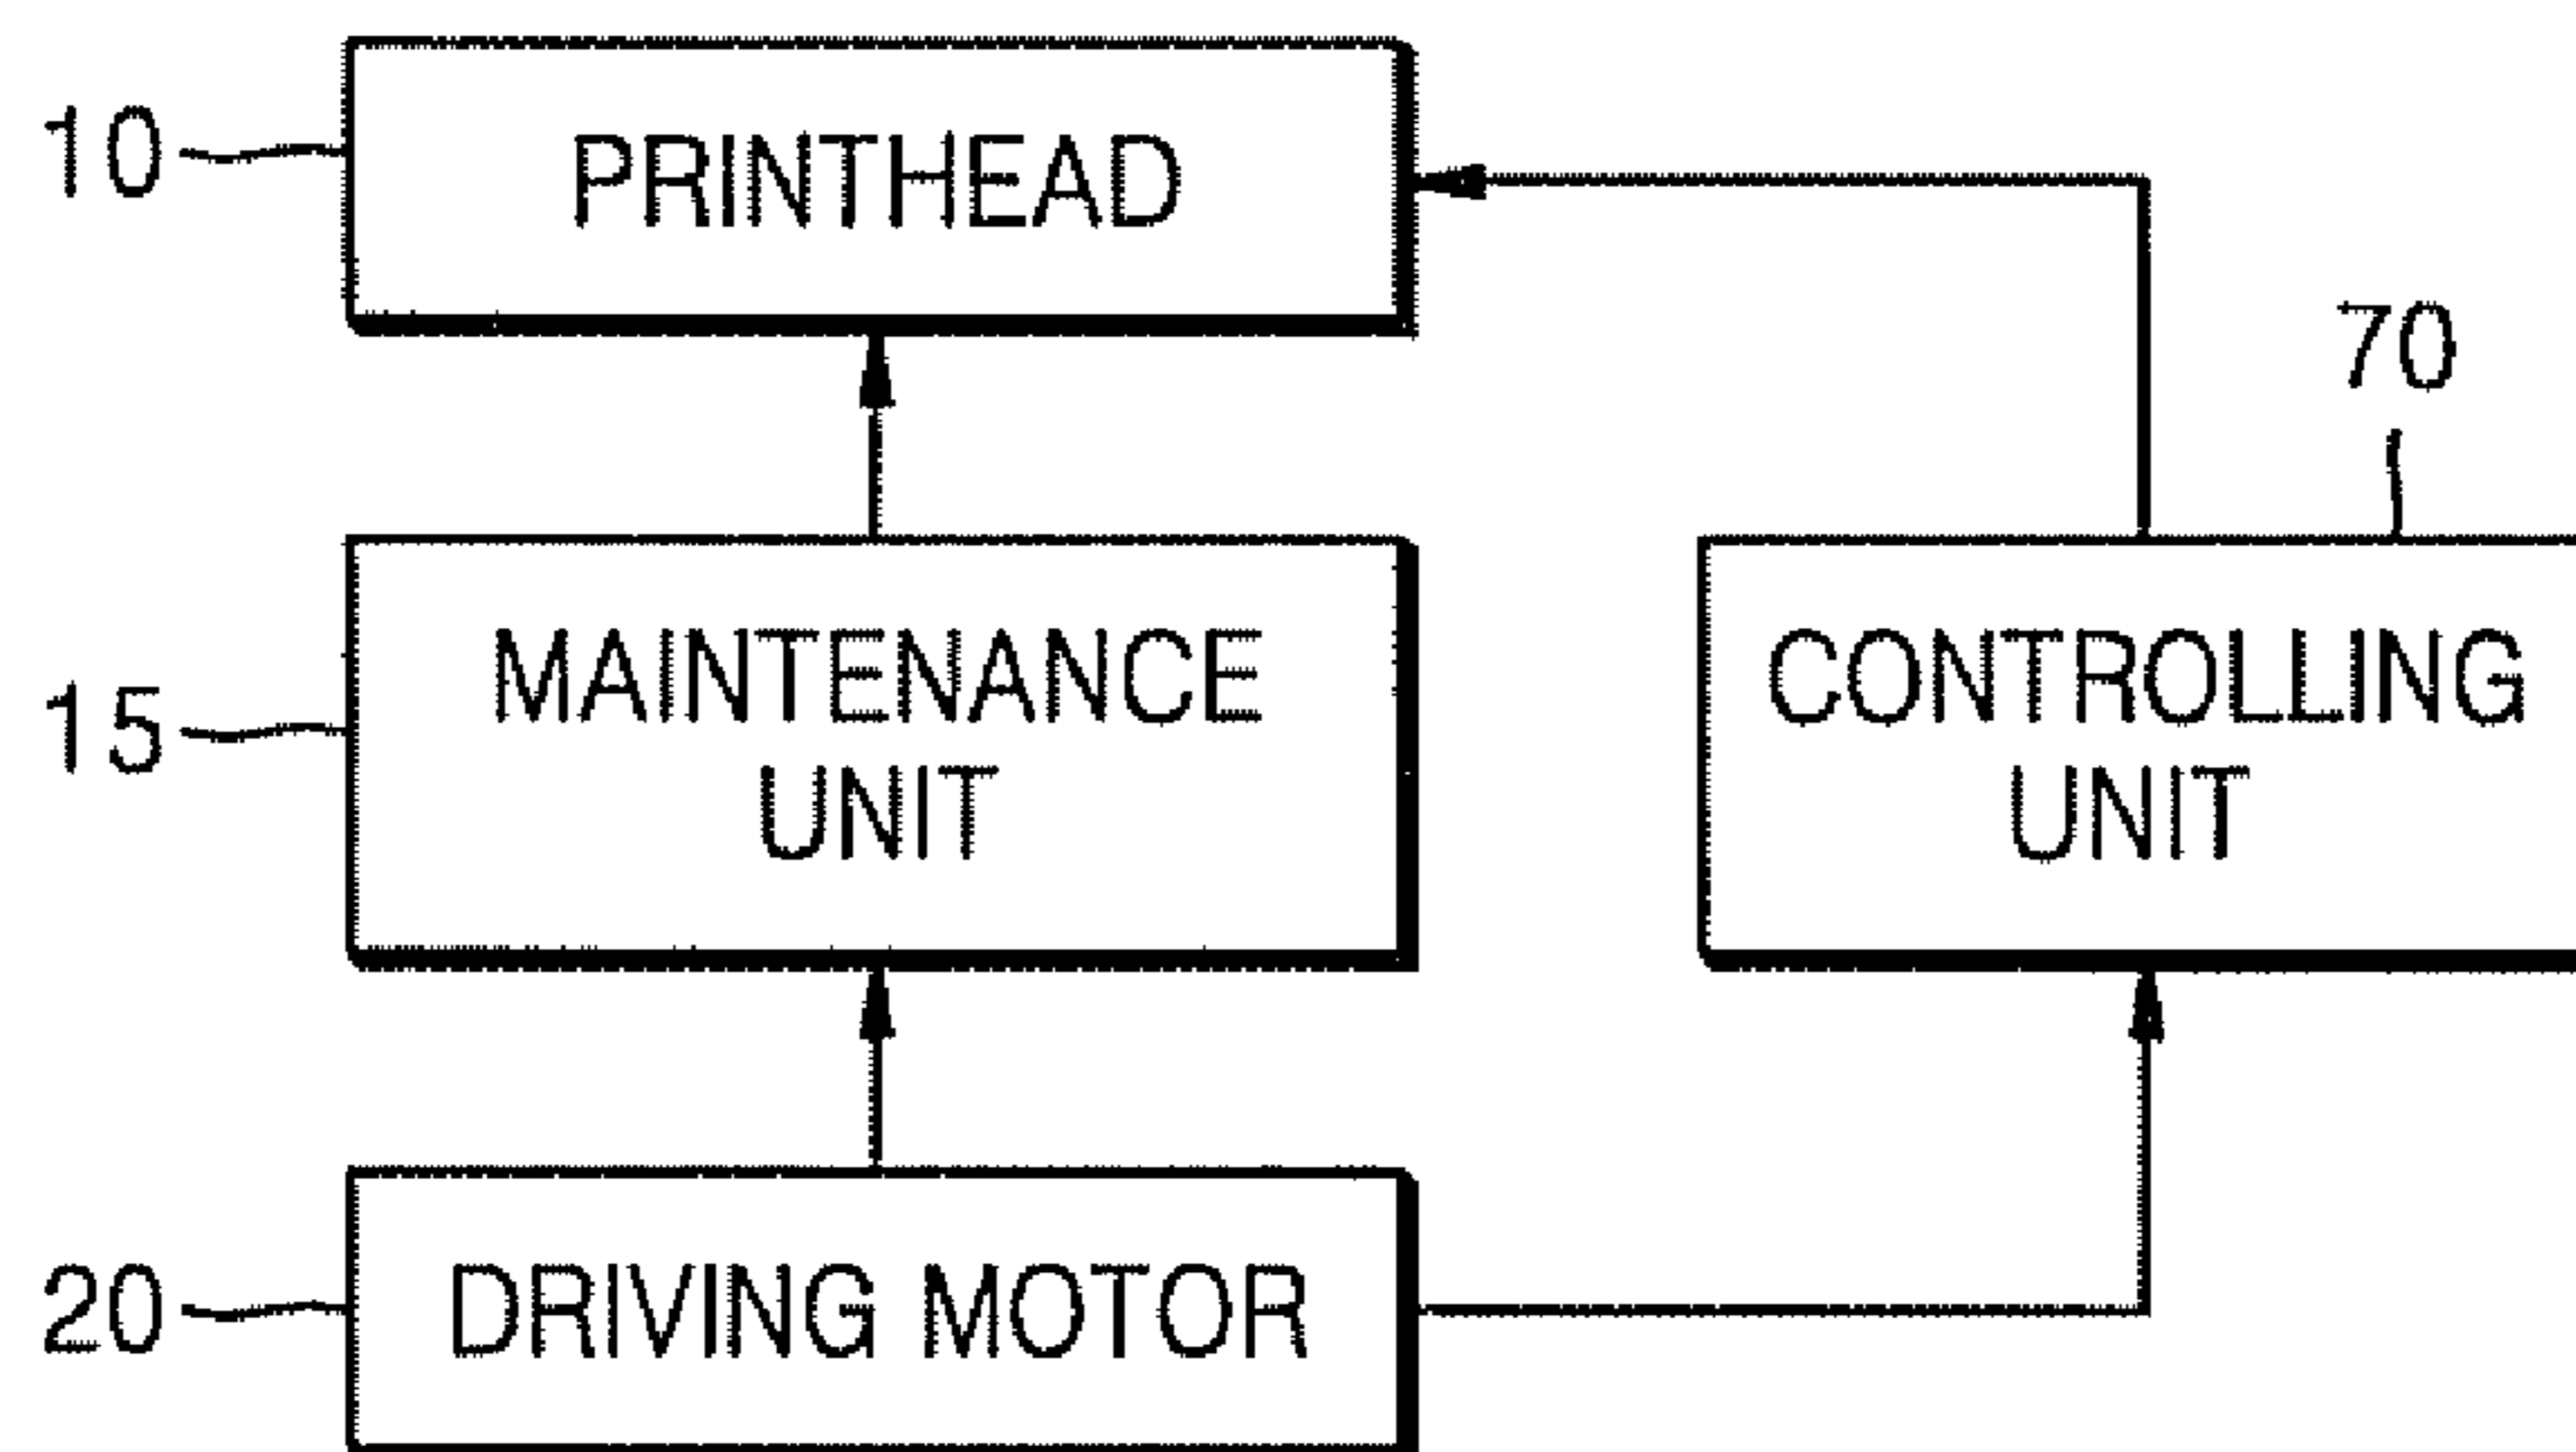 10
PRINTHEAD
70
15
MAINTENANCE
UNIT
CONTROLLING
UNIT
20
DRIVING MOTOR